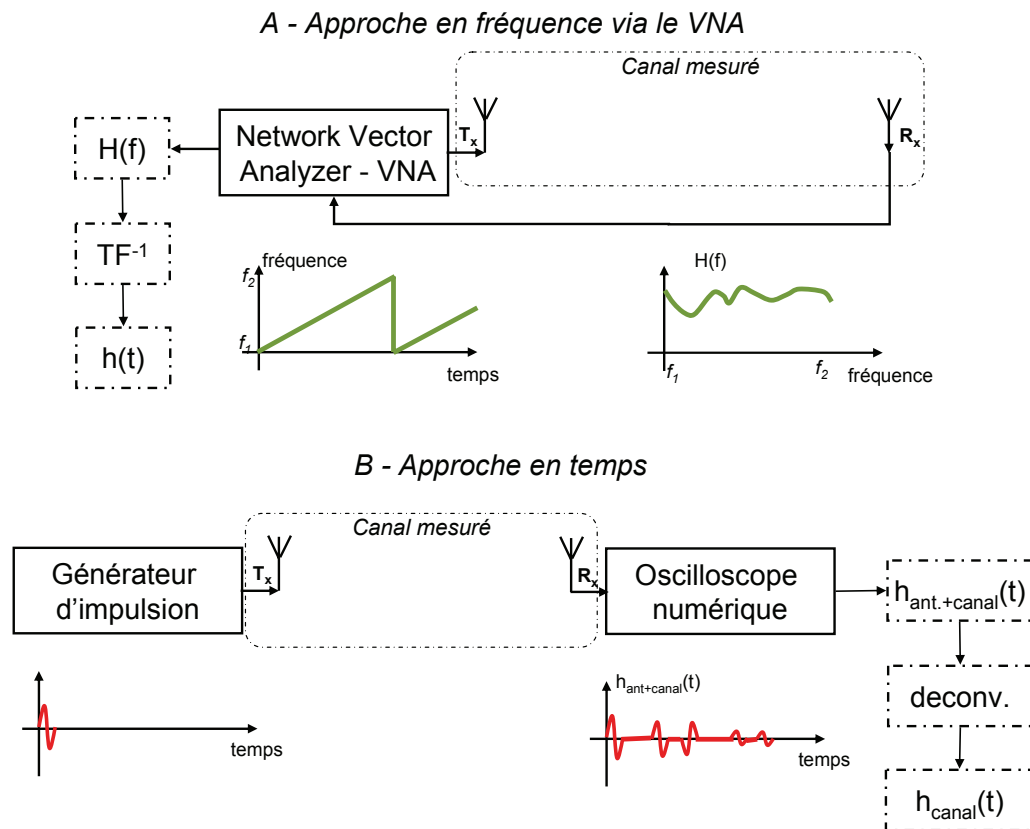 A - Approche en fréquence via le VNA
Canal mesuré
H(f)
Network Vector
Analyzer - VNA
Tx
Rx
TF-1
h(t)
fréquence
f2
f1
temps
H(f)
f1
f2
fréquence
B - Approche en temps
Canal mesuré
Générateur
d’impulsion
Tx
Rx
Oscilloscope
numérique
hant.+canal(t)
deconv.
hcanal(t)
temps
hant+canal(t)
temps